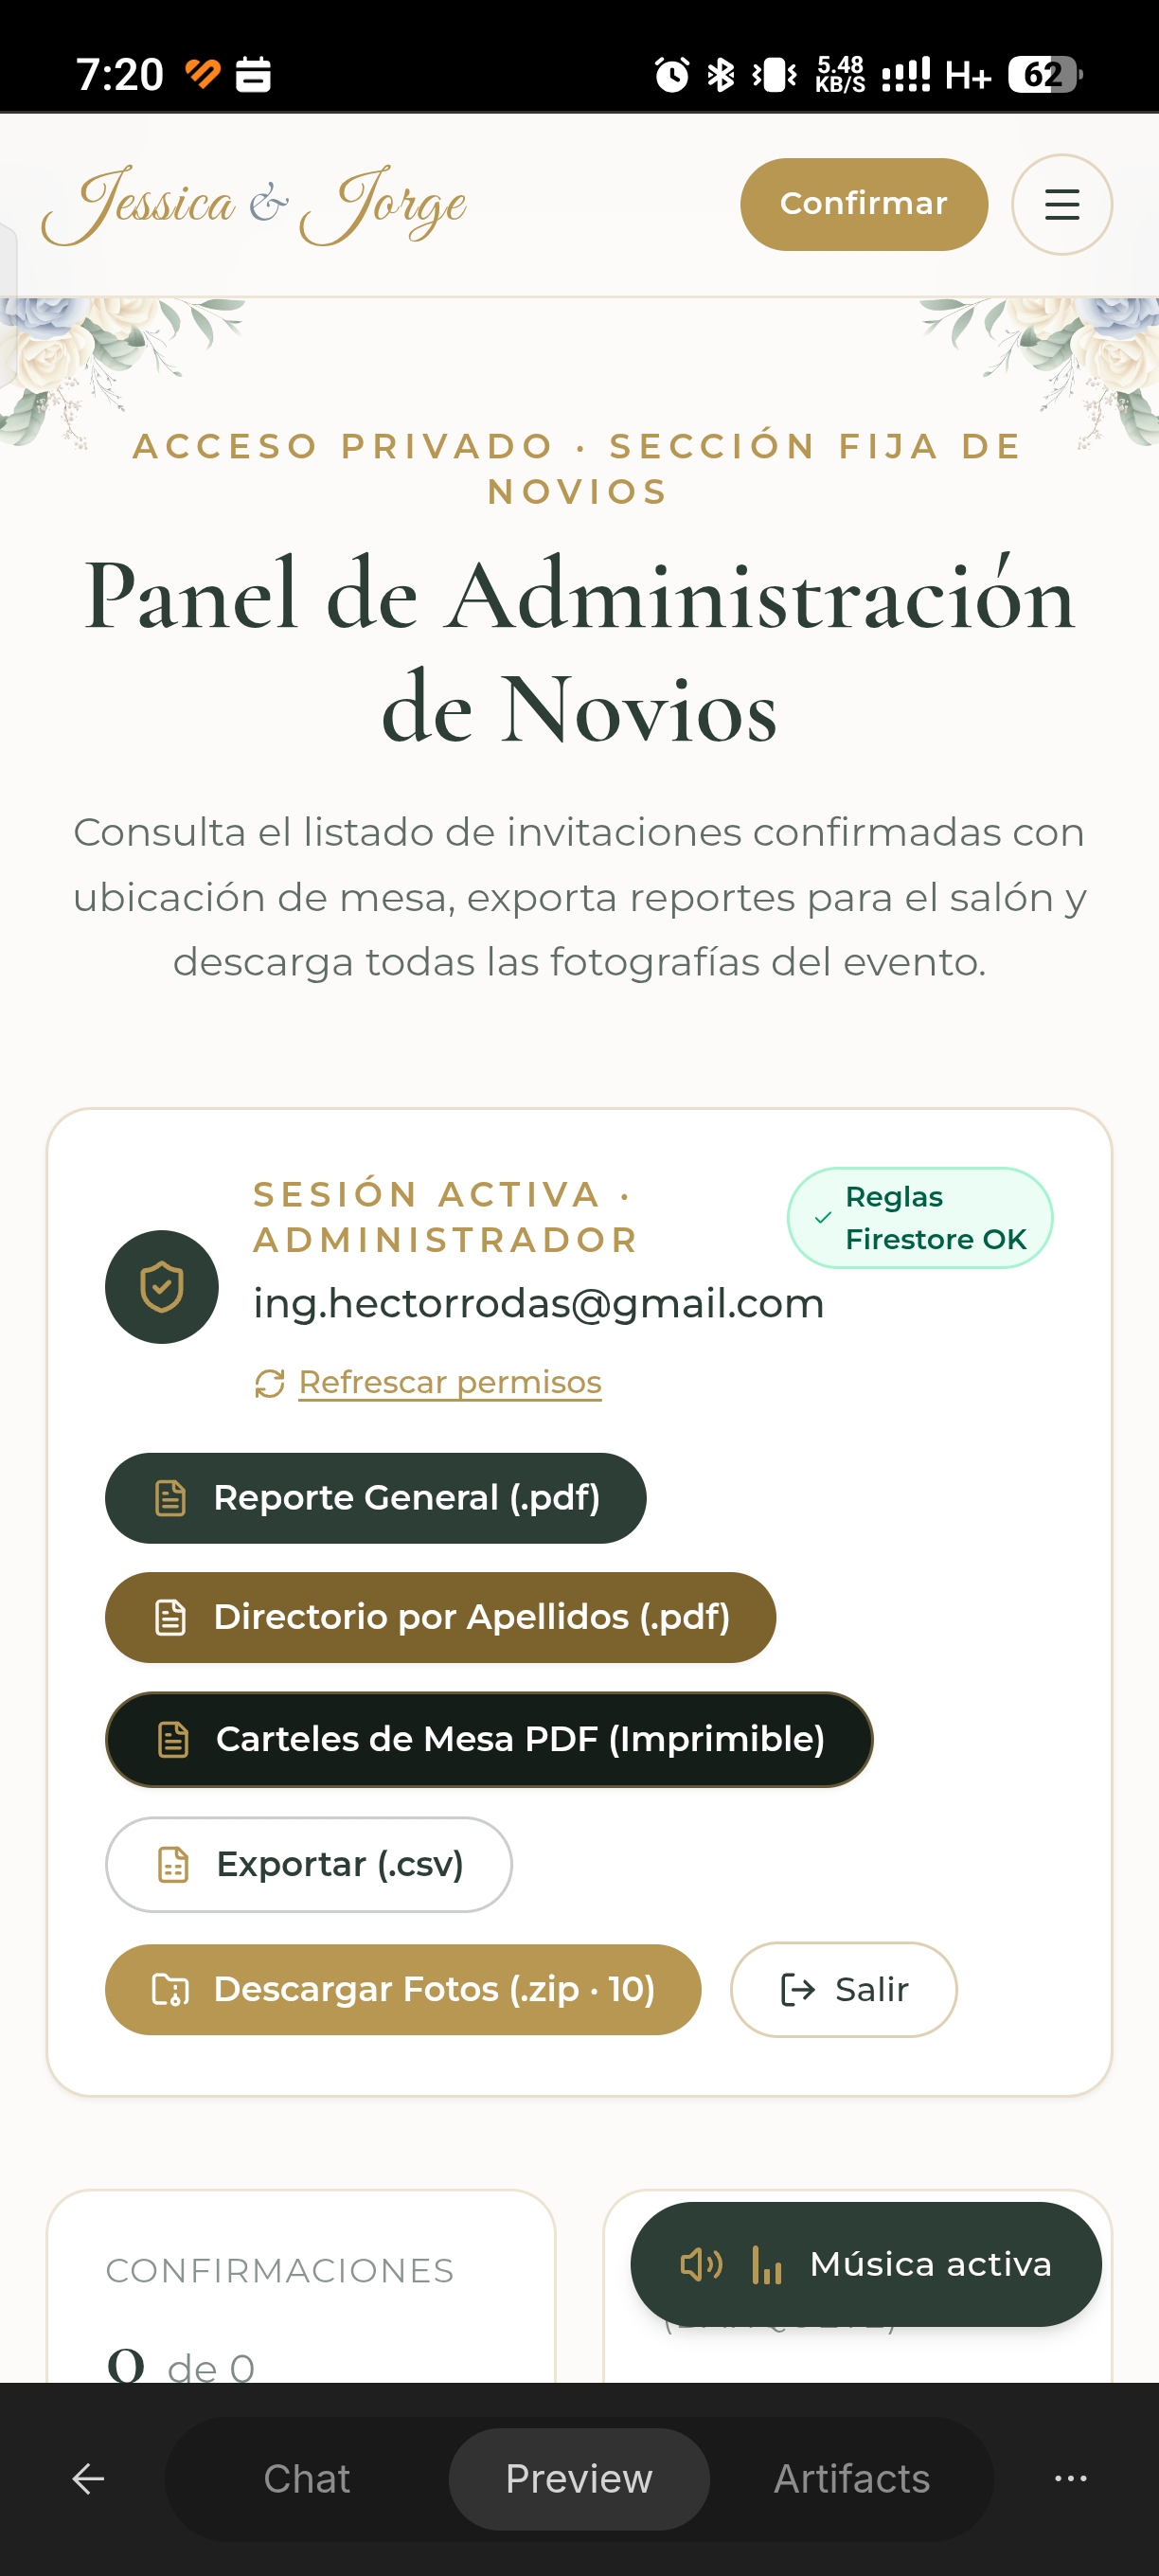 7:20
5.48
KB/S
H+
62
Jessica & Jorge
Confirmar
ACCESO PRIVADO · SECCIÓN FIJA DE
NOVIOS
Panel de Administración
de Novios
Consulta el listado de invitaciones confirmadas con
ubicación de mesa, exporta reportes para el salón y
descarga todas las fotografías del evento.
SESIÓN ACTIVA ·
ADMINISTRADOR
Reglas
Firestore OK
ing.hectorrodas@gmail.com
Refrescar permisos
Reporte General (.pdf)
Directorio por Apellidos (.pdf)
Carteles de Mesa PDF (Imprimible)
Exportar (.csv)
Descargar Fotos (.zip · 10)
Salir
CONFIRMACIONES
Música activa
0 de 0
Chat
Preview
Artifacts